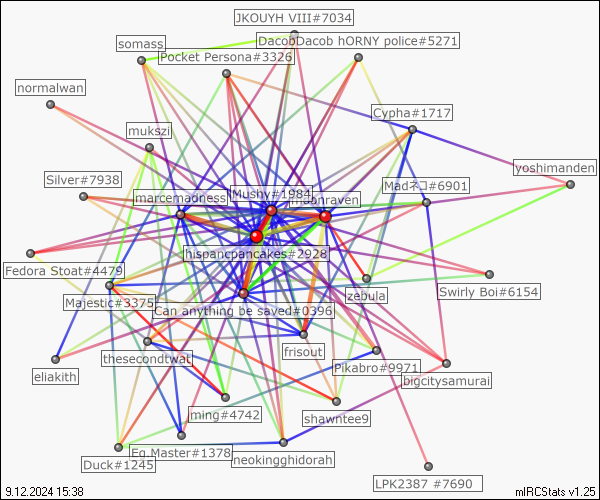 JKOUYH VIII#7034
somass
DacobDacob hORNY police#5271
Pocket Persona#3326
normalwan
Cypha#1717
mukszi
yoshimanden
Silver#7938
Madネコ#6901
marcemadness
Mushy#1984
hispancpancakes#2928
Fedora Stoat#4479
Swirly Boi#6154
zebula
Majestic#3375
Can anything be saved#0396
frisout
thesecondtwat
Pikabro#9971
eliakith
bigcitysamurai
ming#4742
shawntee9
Eg.Master#1378
neokingghidorah
Duck#1245
LPK2387 #7690
9.12.2024 15:38
mIRCStats v1.25